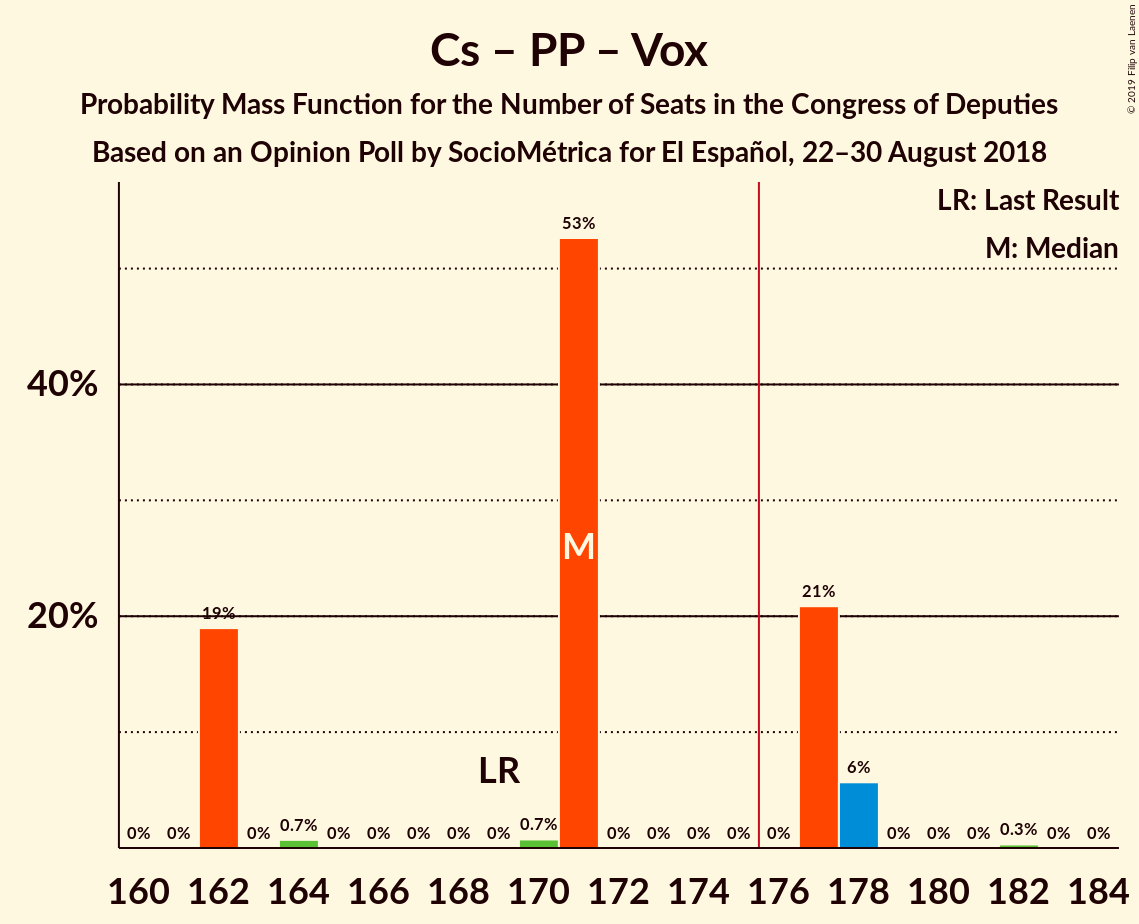 Cs – PP – Vox
Probability Mass Function for the Number of Seats in the Congress of Deputies
Based on an Opinion Poll by SocioMétrica for El Español, 22–30 August 2018
© 2019 Filip van Laenen
LR: Last Result
M: Median
53%
40%
M
21%
20%
19%
LR
6%
0% 0% 0% 0.7% 0% 0% 0% 0% 0% 0.7% 0% 0% 0% 0% 0% 0% 0% 0% 0.3% 0% 0%
160 162 164 166 168 170 172 174 176 178 180 182 184